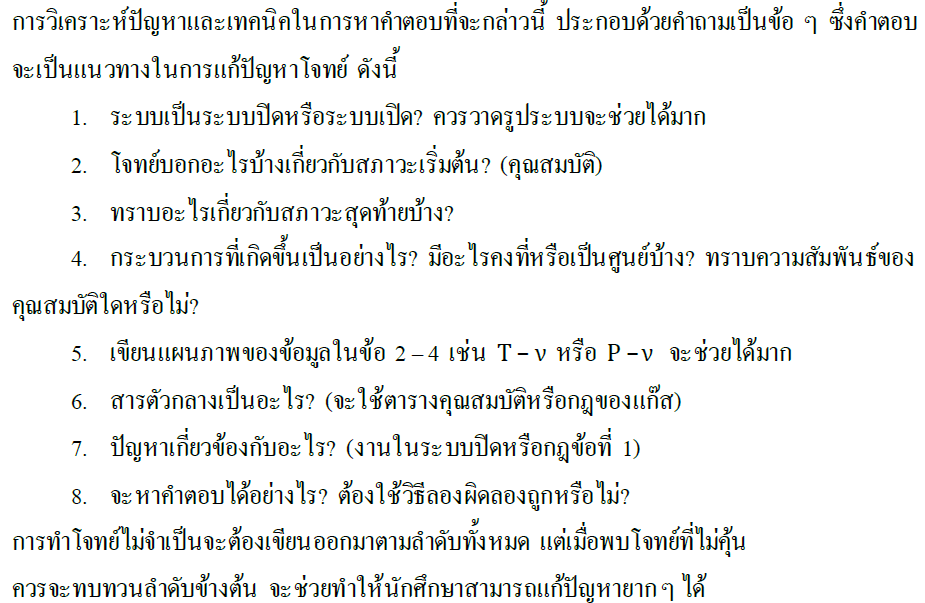 การวิเคราะห์ปัญหาและเทคนิคในการหาคำตอบที่จะกล่าวนี้ ประกอบด้วยคำถามเป็นข้อ ๆ ซึ่งคำตอบ
จะเป็นแนวทางในการแก้ปัญหาโจทย์ ดังนี้
1. ระบบเป็นระบบปิดหรือระบบเปิด? ควรวาดรูประบบจะช่วยได้มาก
2. โจทย์บอกอะไรบ้างเกี่ยวกับสภาวะเริ่มต้น? (คุณสมบัติ)
3. ทราบอะไรเกี่ยวกับสภาวะสุดท้ายบ้าง?
4. กระบวนการที่เกิดขึ้นเป็นอย่างไร? มีอะไรคงที่หรือเป็นศูนย์บ้าง? ทราบความสัมพันธ์ของ
คุณสมบัติใดหรือไม่?
5. เขียนแผนภาพของข้อมูลในข้อ 2 – 4 เช่น T – ν หรือ P – ν จะช่วยได้มาก
6. สารตัวกลางเป็นอะไร? (จะใช้ตารางคุณสมบัติหรือกฎของแก๊ส)
7. ปัญหาเกี่ยวข้องกับอะไร? (งานในระบบปิดหรือกฎข้อที่ 1)
8. จะหาคำตอบได้อย่างไร? ต้องใช้วิธีลองผิดลองถูกหรือไม่?
การทำโจทย์ไม่จำเป็นจะต้องเขียนออกมาตามลำดับทั้งหมด แต่เมื่อพบโจทย์ที่ไม่คุ้น
ควรจะทบทวนลำดับข้างต้น จะช่วยทำให้นักศึกษาสามารถแก้ปัญหายากๆ ได้